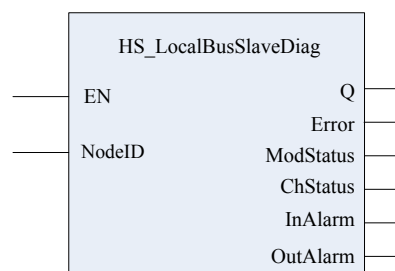 HS_LocalBusSlaveDiag
EN
Q
Error
NodeID
ModStatus
ChStatus
InAlarm
OutAlarm